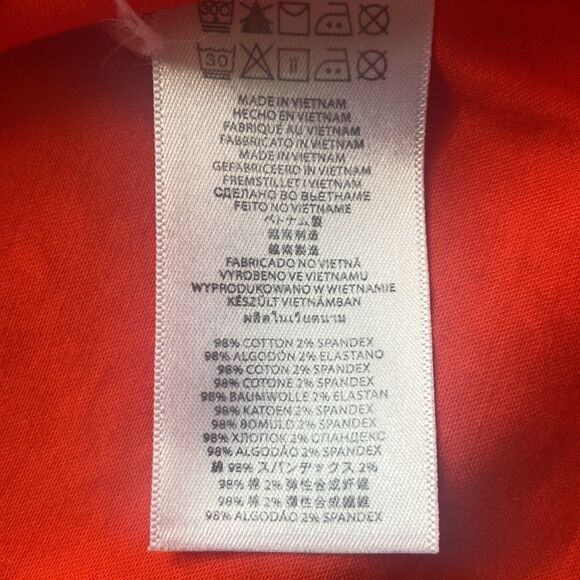 30
MADE IN VIETNAM
HECHO EN VIETNAM
FABRIQUÉ AU VIETNAM
FABBRICATO IN VIETNAM
MADE IN VIETNAM
GEFABRICEERD IN VIETNAM
FREMSTILLET I VIETNAM
СДЕЛАНО ВО ВЬЕТНАМЕ
FEITO NO VIETNAME
ベトナム製
越南制造
越南製造
FABRICADO NO VIETNÃ
VYROBENO VE VIETNAMU
WYPRODUKOWANO W WIETNAMIE
KÉSZÜLT VIETNÁMBAN
ผลิตในเวียดนาม
98% COTTON 2% SPANDEX
98% ALGODÓN 2% ELASTANO
98% COTON 2% SPANDEX
98% COTONE 2% SPANDEX
98% BAUMWOLLE 2% ELASTAN
98% KATOEN 2% SPANDEX
98% BOMULD 2% SPANDEX
98% ХЛОПОК 2% СПАНДЕКС
綿 98% スパンデックス 2%
98% 棉 2% 弹性合成纤维
98% 棉 2% 彈性合成纖維
98% ALGODÃO 2% SPANDEX